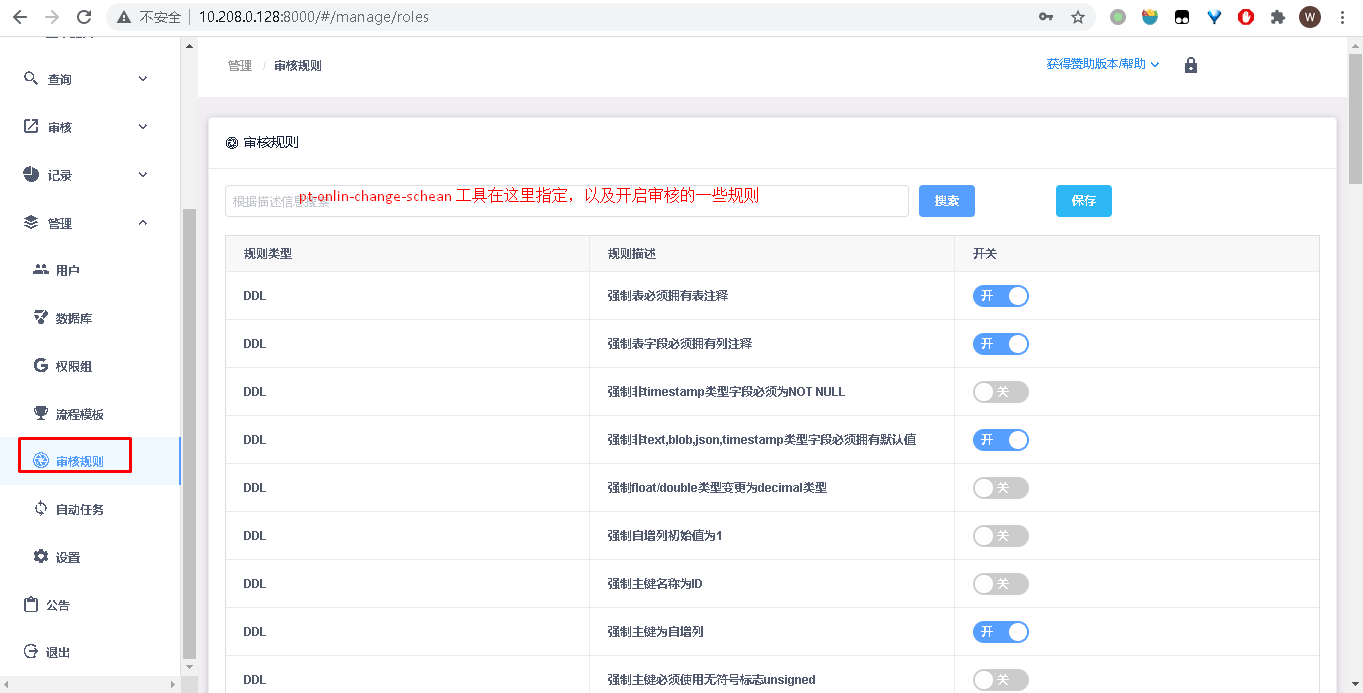 不安全
10.208.0.128:8000/#/manage/roles
W
查询
审核
记录
管理
用户
数据库
权限组
流程模板
审核规则
自动任务
设置
公告
退出
管理 / 审核规则
获得赞助版本/帮助
审核规则
根据描述信息搜索
pt-onlin-change-schean 工具在这里指定，以及开启审核的一些规则
搜索
保存
规则类型 规则描述 开关
DDL 强制表必须拥有表注释 开
DDL 强制表字段必须拥有列注释 开
DDL 强制非timestamp类型字段必须为NOT NULL 关
DDL 强制非text,blob,json,timestamp类型字段必须拥有默认值 开
DDL 强制float/double类型变更为decimal类型 关
DDL 强制自增列初始值为1 关
DDL 强制主键名称为ID 关
DDL 强制主键为自增列 开
DDL 强制主键必须使用无符号标志unsigned 关